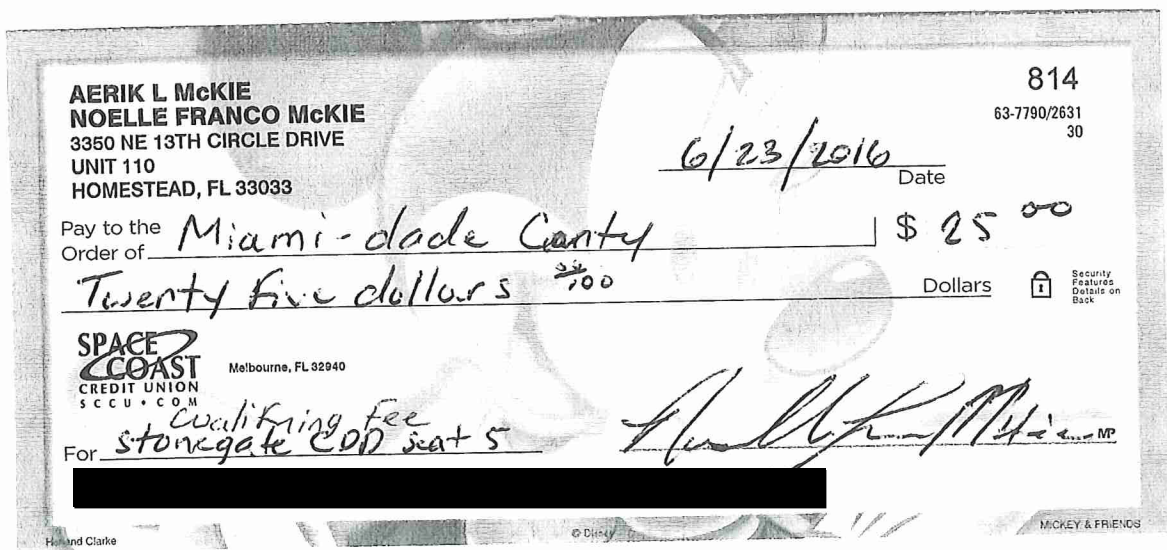 AERIK L McKIE
NOELLE FRANCO McKIE
3350 NE 13TH CIRCLE DRIVE
UNIT 110
HOMESTEAD, FL 33033
814
63-7790/2631
30
6/23/2016
Date
Pay to the
Order of Miami-dade County $ 25 00
Twenty five dollars 00/100 Dollars
Security
Features
Details on
Back
SPACE
COAST
CREDIT UNION
SCCU•COM
Melbourne, FL 32940
Qualifning fee
For stonegate CDD seat 5
MP
Clarke
© Disney
MICKEY & FRIENDS